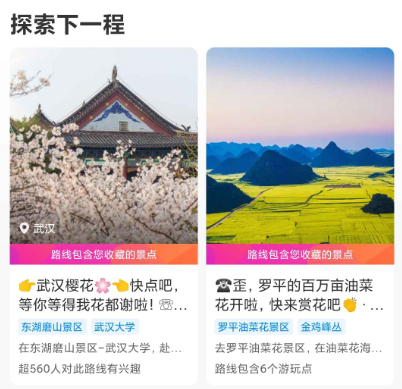 探索下一程
武汉
路线包含您收藏的景点
👉武汉樱花🌸👈快点吧，
等你等得我花都谢啦！☏...
东湖磨山景区 武汉大学
在东湖磨山景区-武汉大学，赴...
超560人对此路线有兴趣
路线包含您收藏的景点
☎歪，罗平的百万亩油菜
花开啦，快来赏花吧👏 · ...
罗平油菜花景区 金鸡峰丛
去罗平油菜花景区，在油菜花海...
路线包含6个游玩点